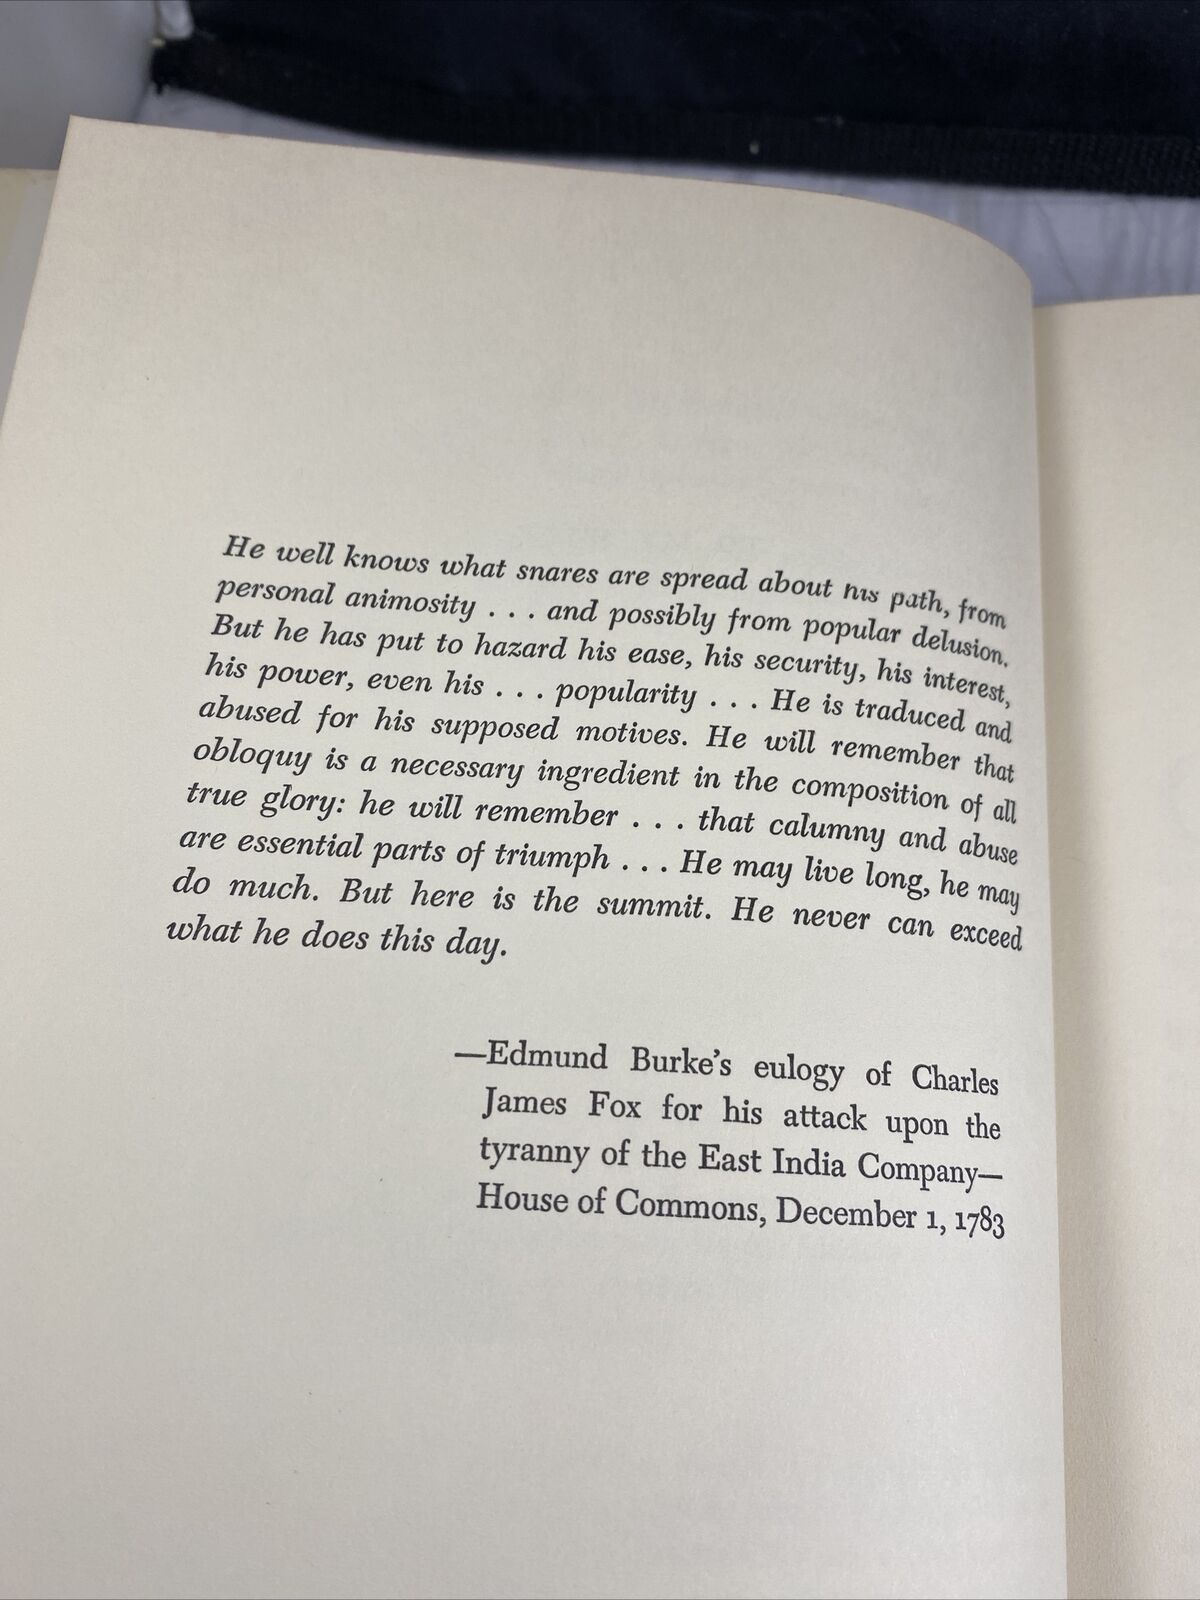 He well knows what snares are spread about his path, from
personal animosity . . . and possibly from popular delusion.
But he has put to hazard his ease, his security, his interest,
his power, even his . . . popularity . . . He is traduced and
abused for his supposed motives. He will remember that
obloquy is a necessary ingredient in the composition of all
true glory: he will remember . . . that calumny and abuse
are essential parts of triumph . . . He may live long, he may
do much. But here is the summit. He never can exceed
what he does this day.
—Edmund Burke's eulogy of Charles
James Fox for his attack upon the
tyranny of the East India Company—
House of Commons, December 1, 1783